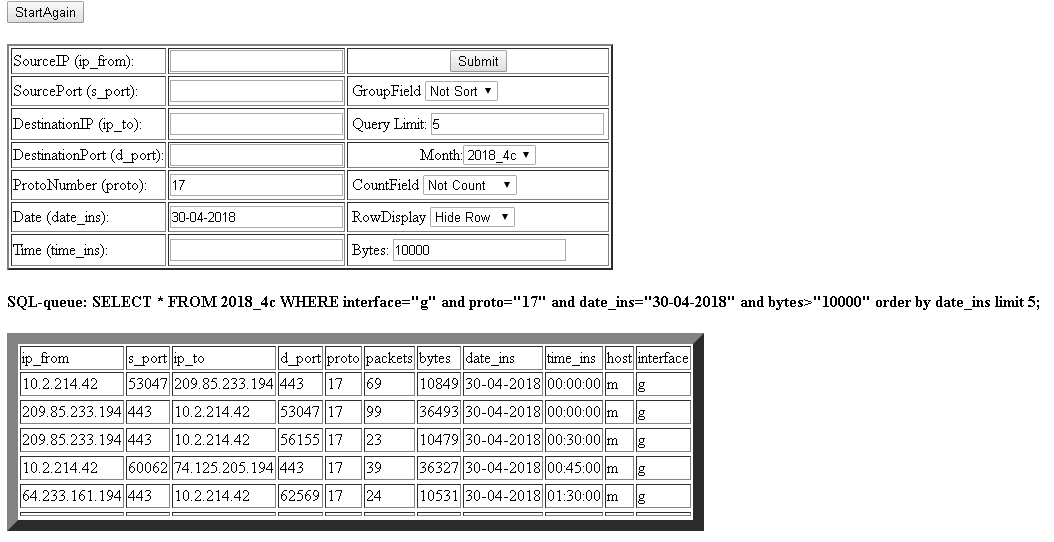 StartAgain
SourceIP (ip_from): Submit
SourcePort (s_port): GroupField Not Sort
DestinationIP (ip_to): Query Limit: 5
DestinationPort (d_port): Month: 2018_4c
ProtoNumber (proto): 17 CountField Not Count
Date (date_ins): 30-04-2018 RowDisplay Hide Row
Time (time_ins): Bytes: 10000
SQL-queue: SELECT * FROM 2018_4c WHERE interface="g" and proto="17" and date_ins="30-04-2018" and bytes>"10000" order by date_ins limit 5;
ip_from s_port ip_to d_port proto packets bytes date_ins time_ins host interface
10.2.214.42 53047 209.85.233.194 443 17 69 10849 30-04-2018 00:00:00 m g
209.85.233.194 443 10.2.214.42 53047 17 99 36493 30-04-2018 00:00:00 m g
209.85.233.194 443 10.2.214.42 56155 17 23 10479 30-04-2018 00:30:00 m g
10.2.214.42 60062 74.125.205.194 443 17 39 36327 30-04-2018 00:45:00 m g
64.233.161.194 443 10.2.214.42 62569 17 24 10531 30-04-2018 01:30:00 m g